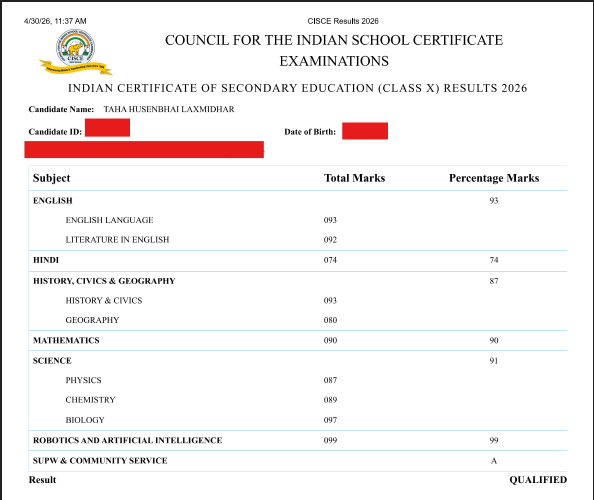 4/30/26, 11:37 AM CISCE Results 2026
CISCE
COUNCIL FOR THE INDIAN SCHOOL CERTIFICATE
EXAMINATIONS
INDIAN CERTIFICATE OF SECONDARY EDUCATION (CLASS X) RESULTS 2026
Candidate Name: TAHA HUSENBHAI LAXMIDHAR
Candidate ID: Date of Birth:
Subject Total Marks Percentage Marks
ENGLISH 93
ENGLISH LANGUAGE 093
LITERATURE IN ENGLISH 092
HINDI 074 74
HISTORY, CIVICS & GEOGRAPHY 87
HISTORY & CIVICS 093
GEOGRAPHY 080
MATHEMATICS 090 90
SCIENCE 91
PHYSICS 087
CHEMISTRY 089
BIOLOGY 097
ROBOTICS AND ARTIFICIAL INTELLIGENCE 099 99
SUPW & COMMUNITY SERVICE A
Result QUALIFIED